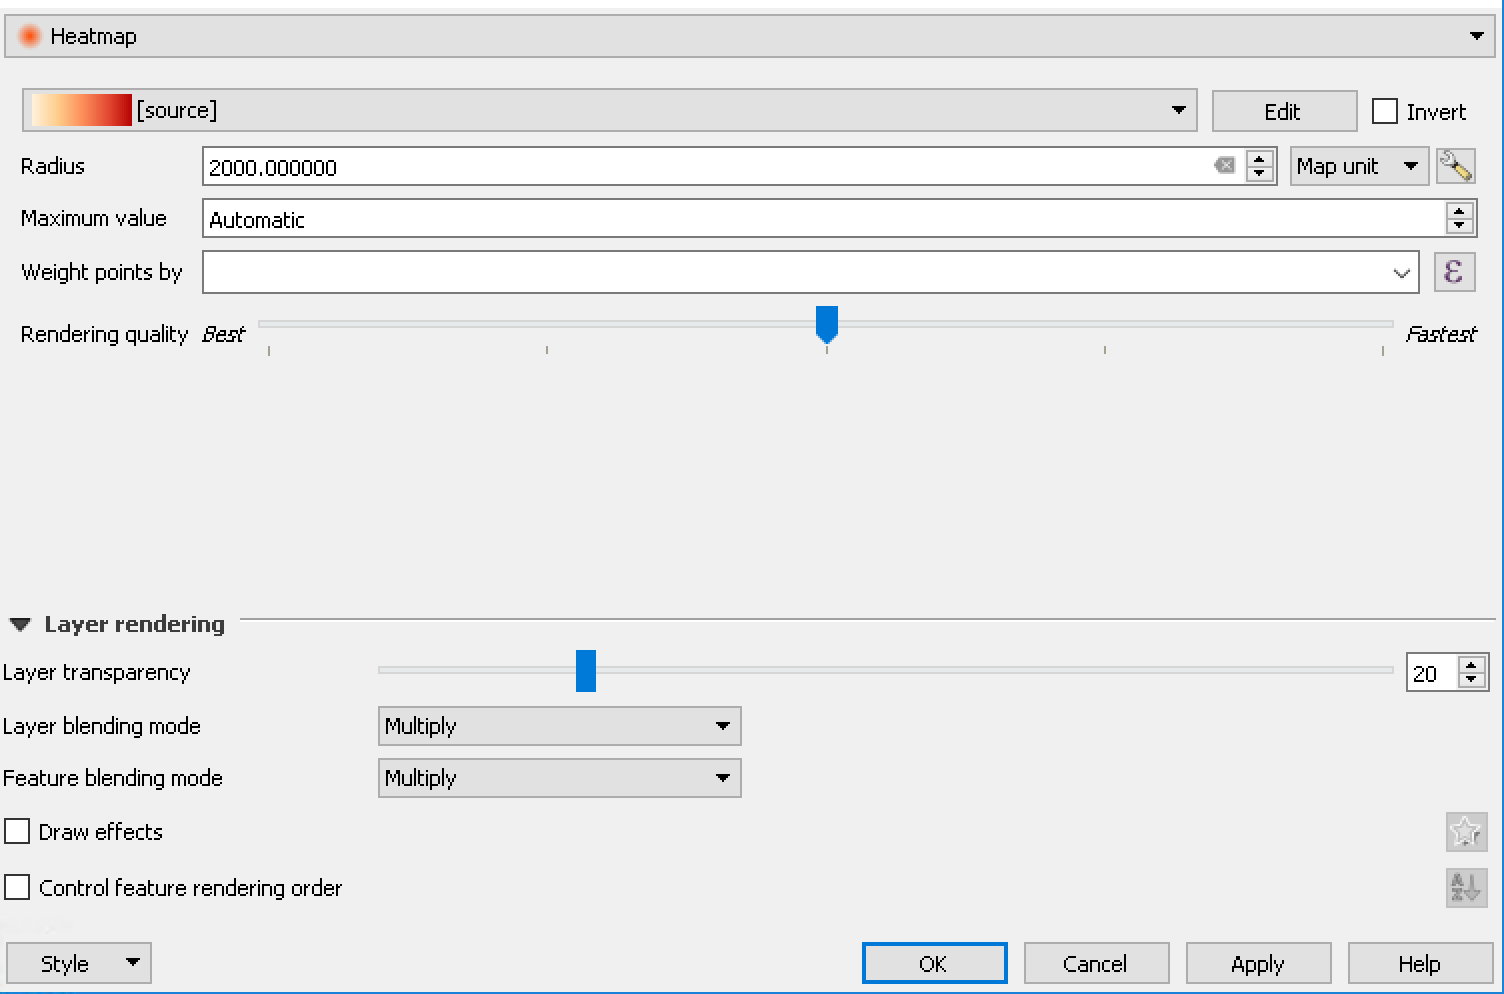 Heatmap
[source] Edit Invert
Radius 2000.000000 Map unit
Maximum value Automatic
Weight points by ε
Rendering quality Best Fastest
Layer rendering
Layer transparency 20
Layer blending mode Multiply
Feature blending mode Multiply
Draw effects
Control feature rendering order A Z
Style OK Cancel Apply Help